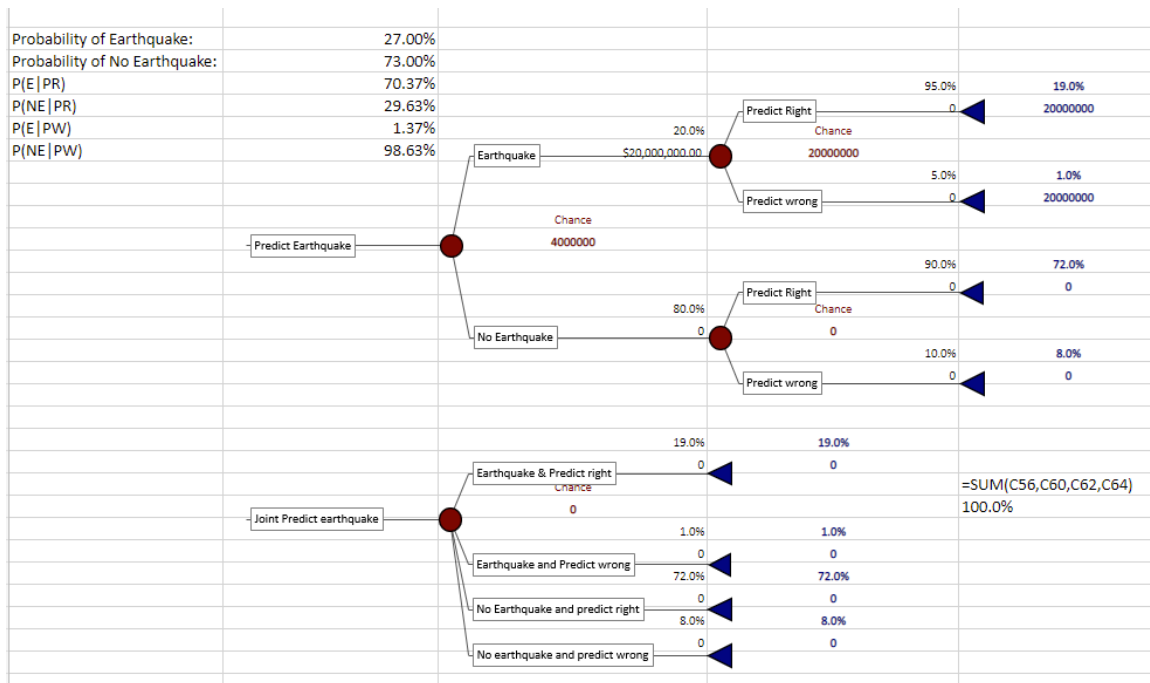 Probability of Earthquake: 27.00%
Probability of No Earthquake: 73.00%
P(E|PR) 70.37%
P(NE|PR) 29.63%
P(E|PW) 1.37%
P(NE|PW) 98.63%
95.0% 19.0%
Predict Right 0 20000000
20.0% Chance
Earthquake $20,000,000.00 20000000
5.0% 1.0%
Predict wrong 0 20000000
Chance
Predict Earthquake 4000000
90.0% 72.0%
Predict Right 0 0
80.0% Chance
No Earthquake 0 0
10.0% 8.0%
Predict wrong 0 0
19.0% 19.0%
Earthquake & Predict right 0 0
Chance =SUM(C56,C60,C62,C64)
0 100.0%
Joint Predict earthquake
1.0% 1.0%
Earthquake and Predict wrong 0 0
72.0% 72.0%
No Earthquake and predict right 0 0
8.0% 8.0%
No earthquake and predict wrong 0 0